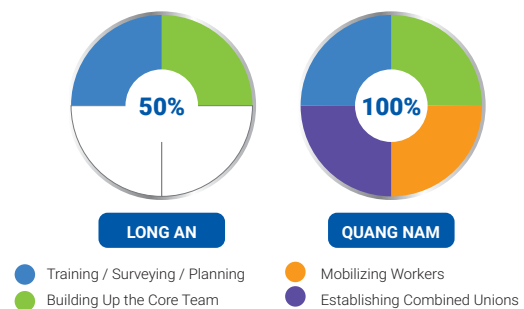 50%
100%
LONG AN
QUANG NAM
Training / Surveying / Planning
Mobilizing Workers
Building Up the Core Team
Establishing Combined Unions